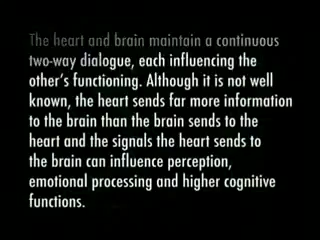 The heart and brain maintain a continuous
two-way dialogue, each influencing the
other's functioning. Although it is not well
known, the heart sends far more information
to the brain than the brain sends to the
heart and the signals the heart sends to
the brain can influence perception,
emotional processing and higher cognitive
functions.